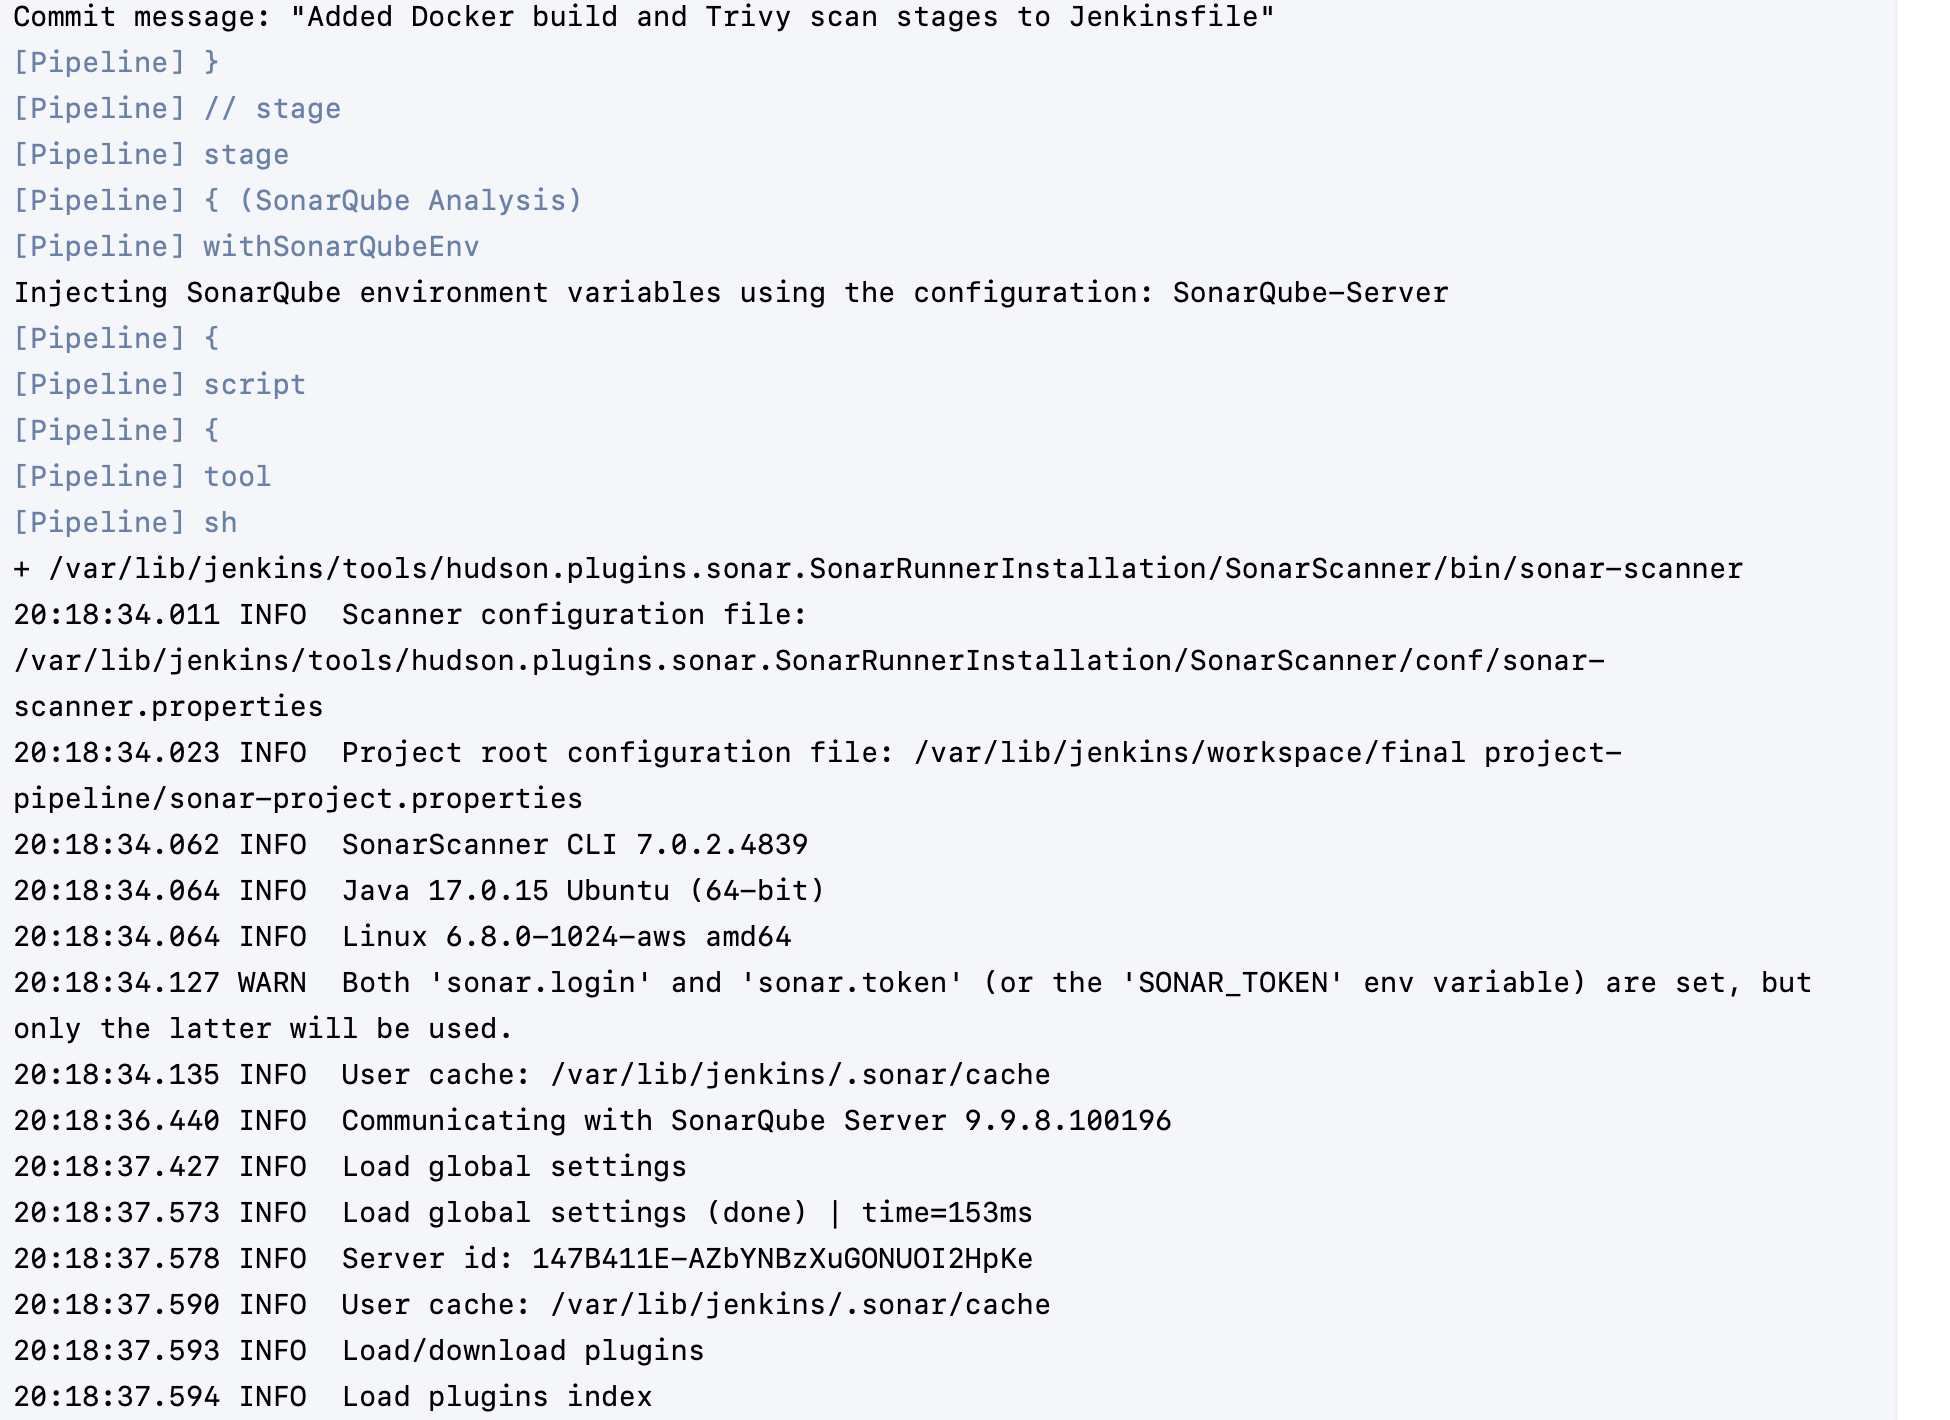 Commit message: "Added Docker build and Trivy scan stages to Jenkinsfile"
[Pipeline] }
[Pipeline] // stage
[Pipeline] stage
[Pipeline] { (SonarQube Analysis)
[Pipeline] withSonarQubeEnv
Injecting SonarQube environment variables using the configuration: SonarQube-Server
[Pipeline] {
[Pipeline] script
[Pipeline] {
[Pipeline] tool
[Pipeline] sh
+ /var/lib/jenkins/tools/hudson.plugins.sonar.SonarRunnerInstallation/SonarScanner/bin/sonar-scanner
20:18:34.011 INFO  Scanner configuration file:
/var/lib/jenkins/tools/hudson.plugins.sonar.SonarRunnerInstallation/SonarScanner/conf/sonar-
scanner.properties
20:18:34.023 INFO  Project root configuration file: /var/lib/jenkins/workspace/final project-
pipeline/sonar-project.properties
20:18:34.062 INFO  SonarScanner CLI 7.0.2.4839
20:18:34.064 INFO  Java 17.0.15 Ubuntu (64-bit)
20:18:34.064 INFO  Linux 6.8.0-1024-aws amd64
20:18:34.127 WARN  Both 'sonar.login' and 'sonar.token' (or the 'SONAR_TOKEN' env variable) are set, but
only the latter will be used.
20:18:34.135 INFO  User cache: /var/lib/jenkins/.sonar/cache
20:18:36.440 INFO  Communicating with SonarQube Server 9.9.8.100196
20:18:37.427 INFO  Load global settings
20:18:37.573 INFO  Load global settings (done) | time=153ms
20:18:37.578 INFO  Server id: 147B411E-AZbYNBzXuGONUOI2HpKe
20:18:37.590 INFO  User cache: /var/lib/jenkins/.sonar/cache
20:18:37.593 INFO  Load/download plugins
20:18:37.594 INFO  Load plugins index